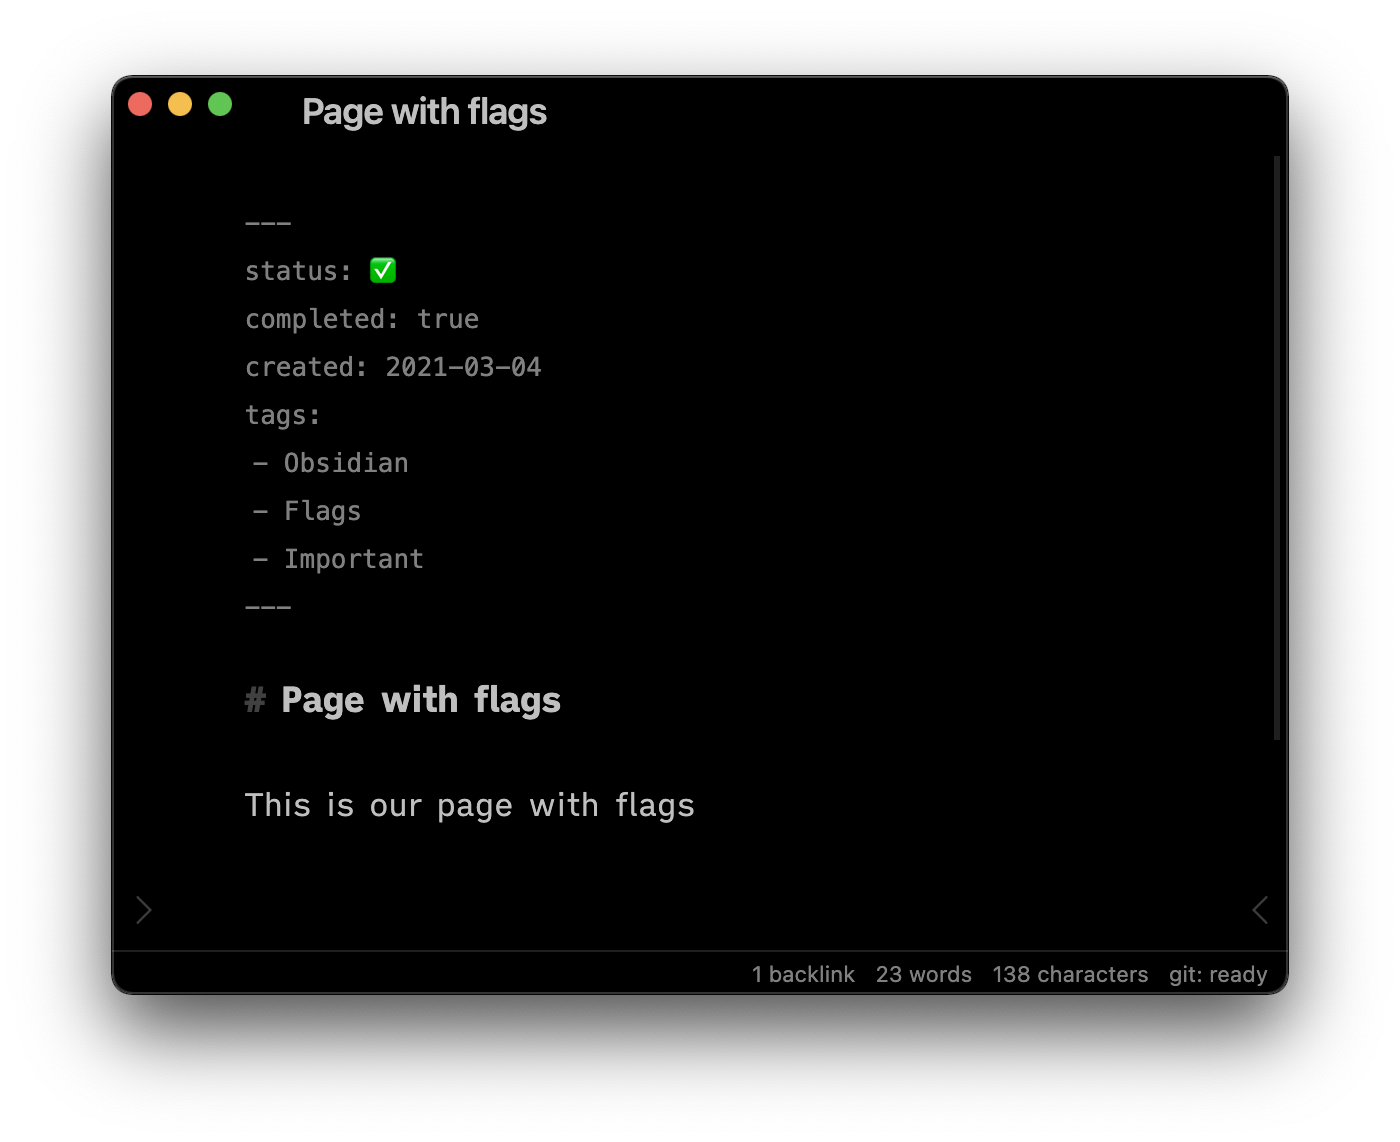 Page with flags
---
status: ✅
completed: true
created: 2021-03-04
tags:
- Obsidian
- Flags
- Important
---
# Page with flags
This is our page with flags
1 backlink 23 words 138 characters git: ready